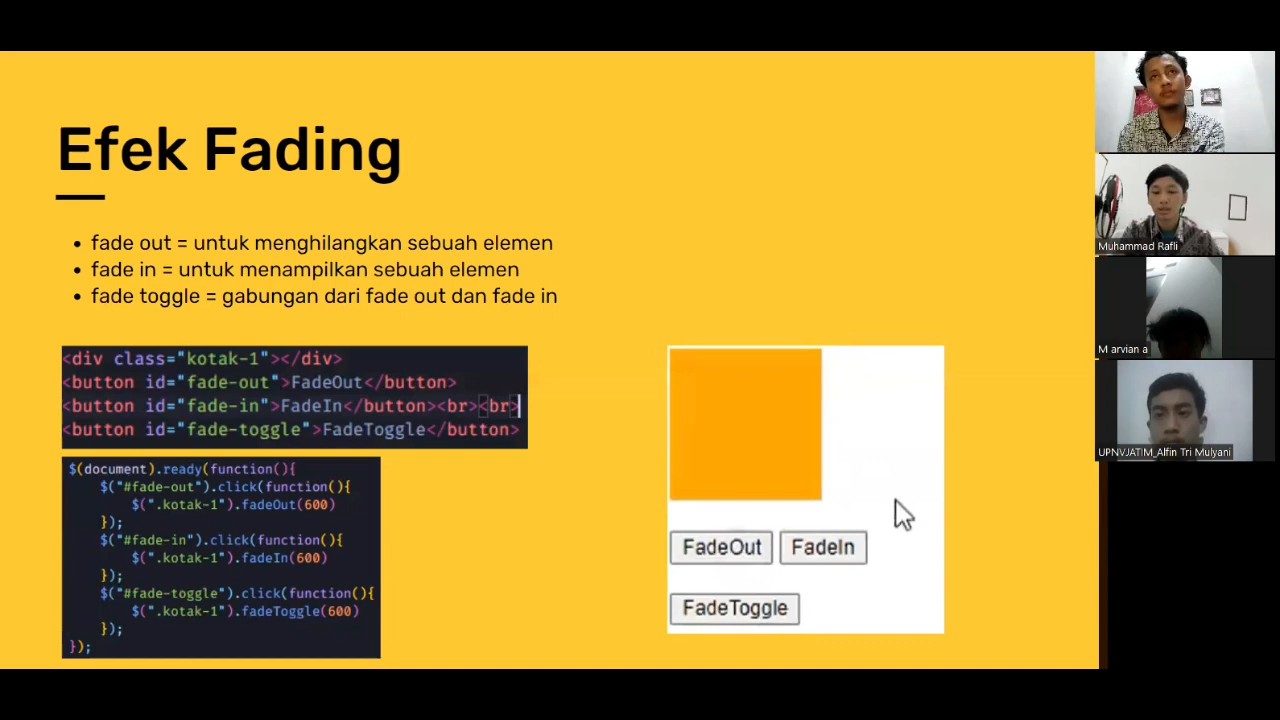 Efek Fading
• fade out = untuk menghilangkan sebuah elemen
• fade in = untuk menampilkan sebuah elemen
• fade toggle = gabungan dari fade out dan fade in
<div class="kotak-1"></div>
<button id="fade-out">FadeOut</button>
<button id="fade-in">FadeIn</button><br><br>
<button id="fade-toggle">FadeToggle</button>
$(document).ready(function(){
    $("#fade-out").click(function(){
        $(".kotak-1").fadeOut(600)
    });
    $("#fade-in").click(function(){
        $(".kotak-1").fadeIn(600)
    });
    $("#fade-toggle").click(function(){
        $(".kotak-1").fadeToggle(600)
    });
});
FadeOut FadeIn
FadeToggle
Muhammad Rafli
M arvian a
UPNVJATIM_Alfin Tri Mulyani